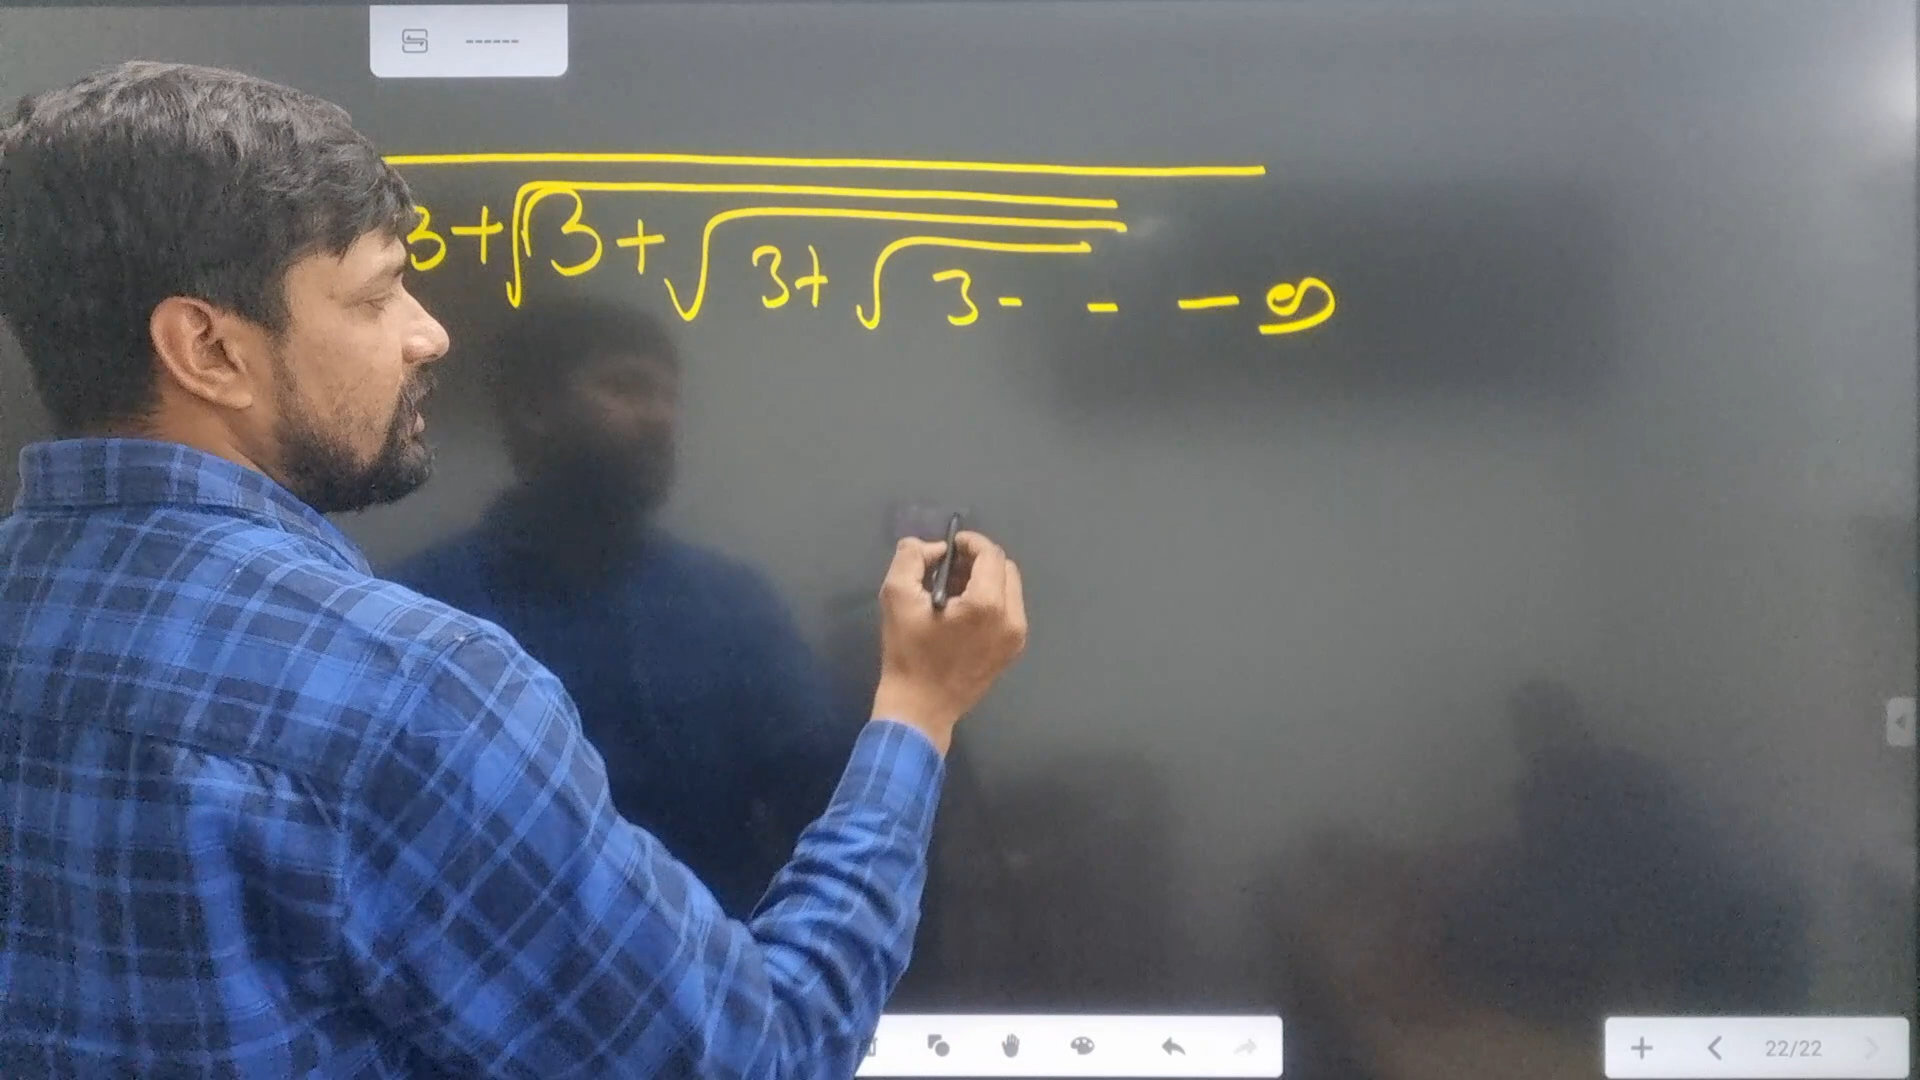 ------
3+√3+√3+√3- - - ∞
22/22